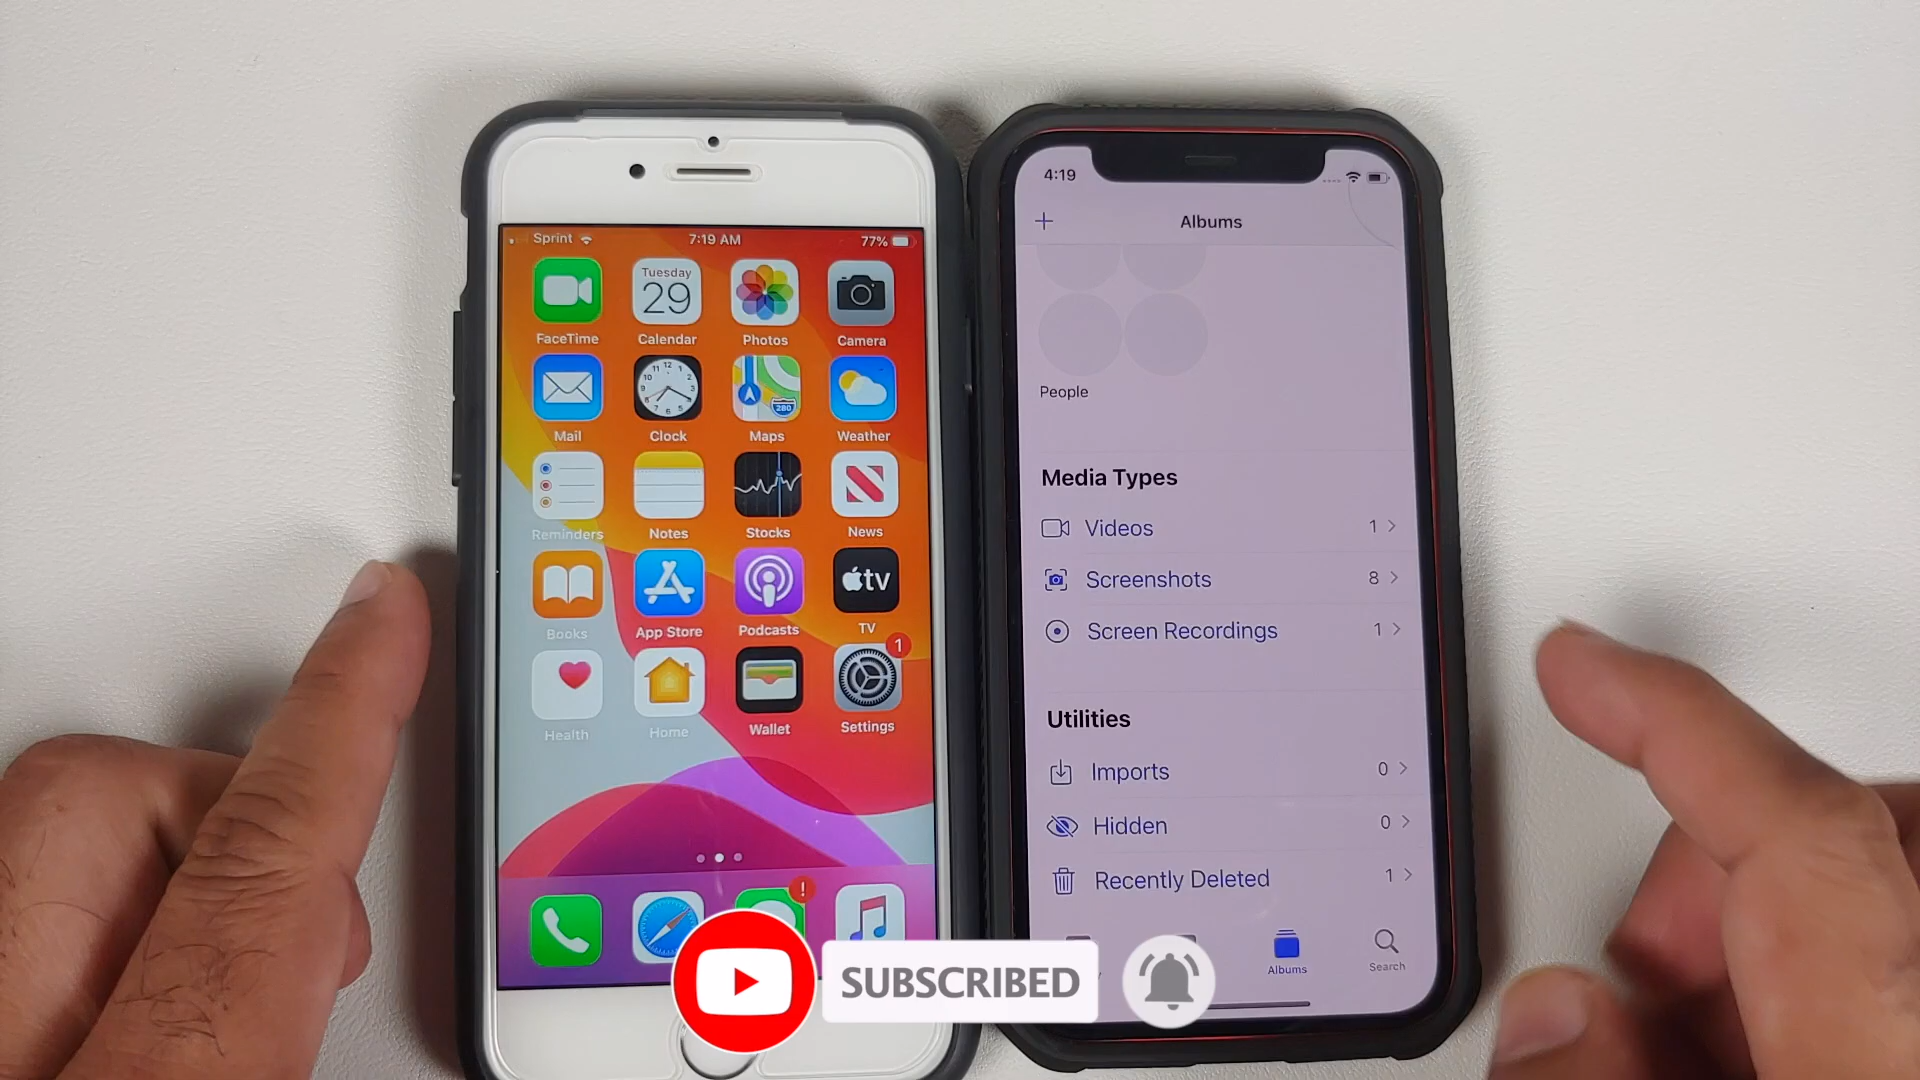 Sprint 7:19 AM 77%
Tuesday
29
FaceTime Calendar Photos Camera
280
Mail Clock Maps Weather
Reminders Notes Stocks News
tv
Books App Store Podcasts TV
1
Health Home Wallet Settings
!
4:19
+ Albums
People
Media Types
Videos 1
Screenshots 8
Screen Recordings 1
Utilities
Imports 0
Hidden 0
Recently Deleted 1
Albums Search
SUBSCRIBED